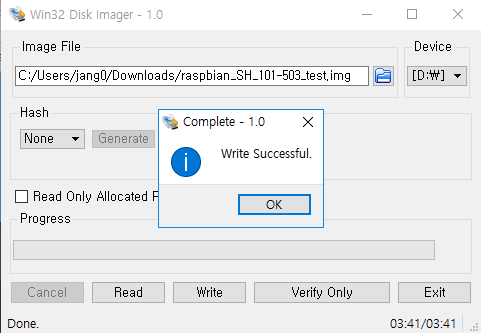 Win32 Disk Imager - 1.0
Image File
Device
C:/Users/jang0/Downloads/raspbian_SH_101-503_test.img
[D:₩]
Hash
None
Generate
Complete - 1.0
Write Successful.
OK
Read Only Allocated
Progress
Cancel
Read
Write
Verify Only
Exit
Done.
03:41/03:41